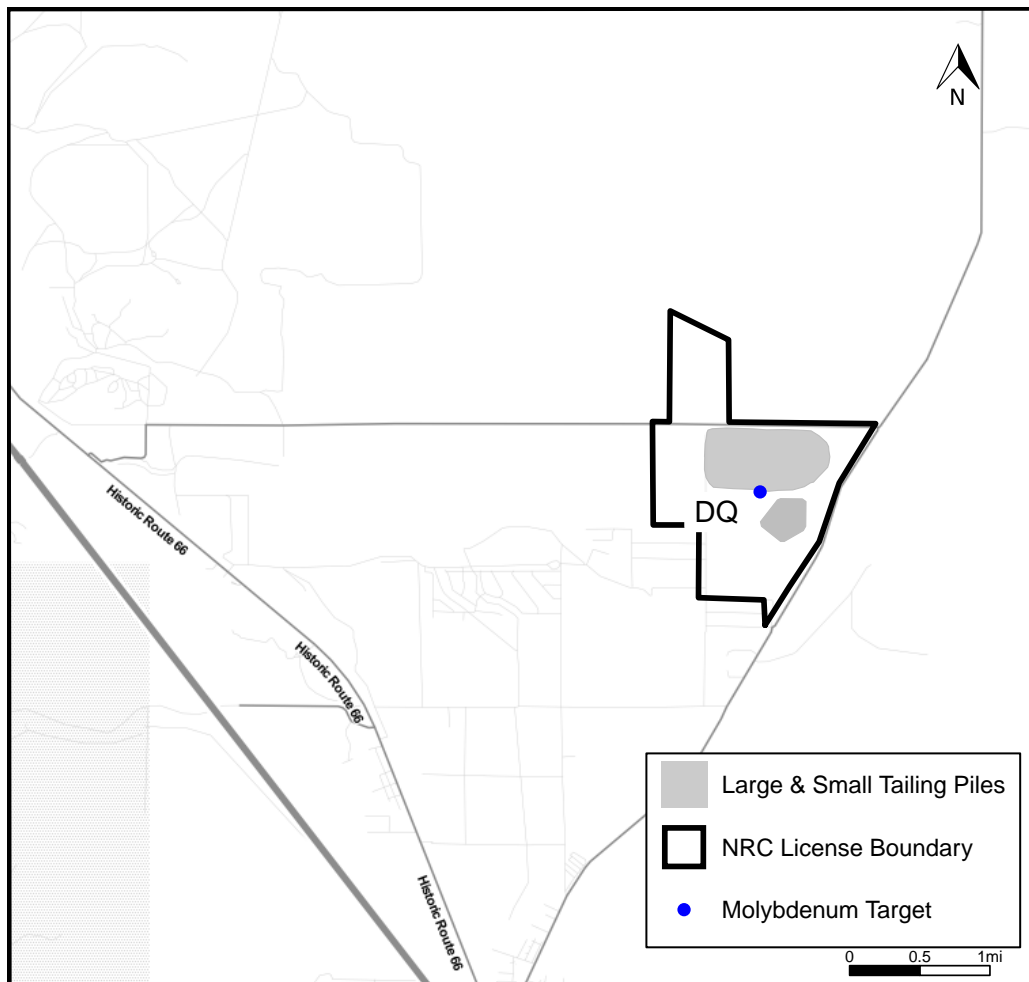 N
DQ
Historic Route 66
Historic Route 66
Historic Route 66
Large & Small Tailing Piles
NRC License Boundary
Molybdenum Target
0 0.5 1mi